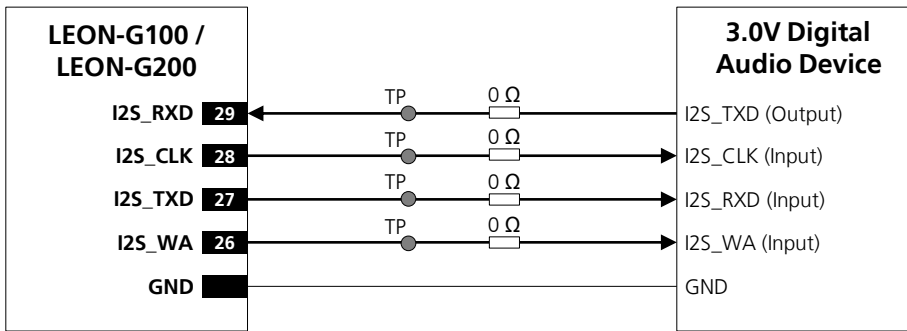 LEON-G100 /
LEON-G200
3.0V Digital
Audio Device
I2S_RXD 29 TP 0 Ω I2S_TXD (Output)
I2S_CLK 28 TP 0 Ω I2S_CLK (Input)
I2S_TXD 27 TP 0 Ω I2S_RXD (Input)
I2S_WA 26 TP 0 Ω I2S_WA (Input)
GND GND